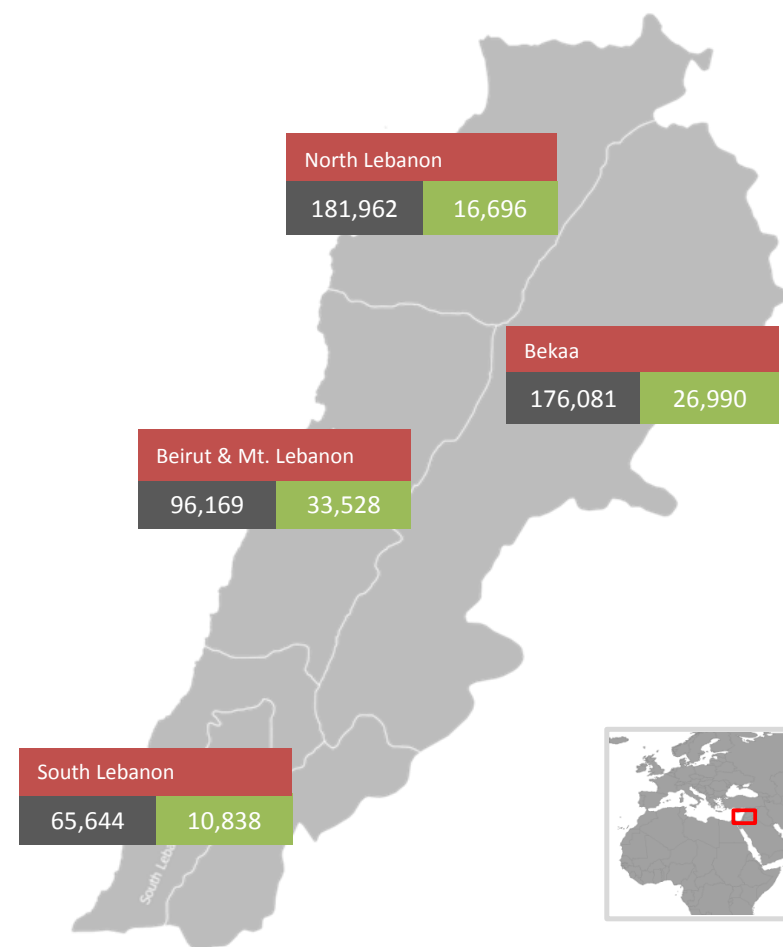 North Lebanon
181,962 16,696
Bekaa
176,081 26,990
Beirut & Mt. Lebanon
96,169 33,528
South Lebanon
65,644 10,838
South